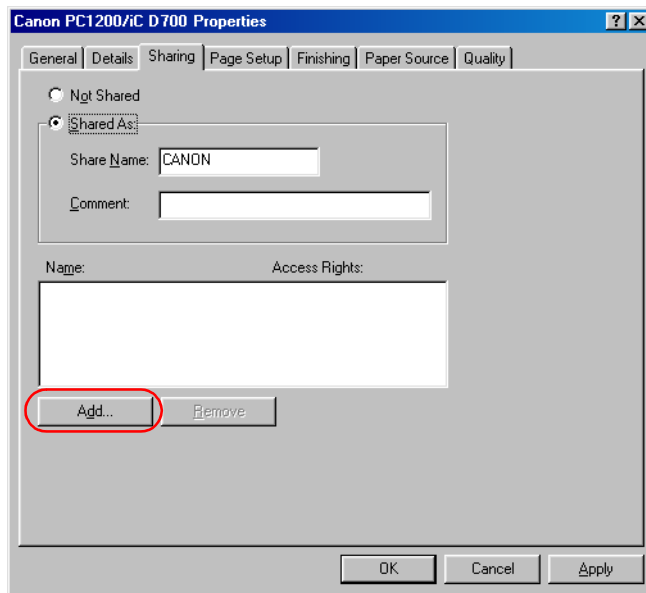 Canon PC1200/iC D700 Properties
General Details Sharing Page Setup Finishing Paper Source Quality
Not Shared
Shared As:
Share Name: CANON
Comment:
Name: Access Rights:
Add... Remove
OK Cancel Apply